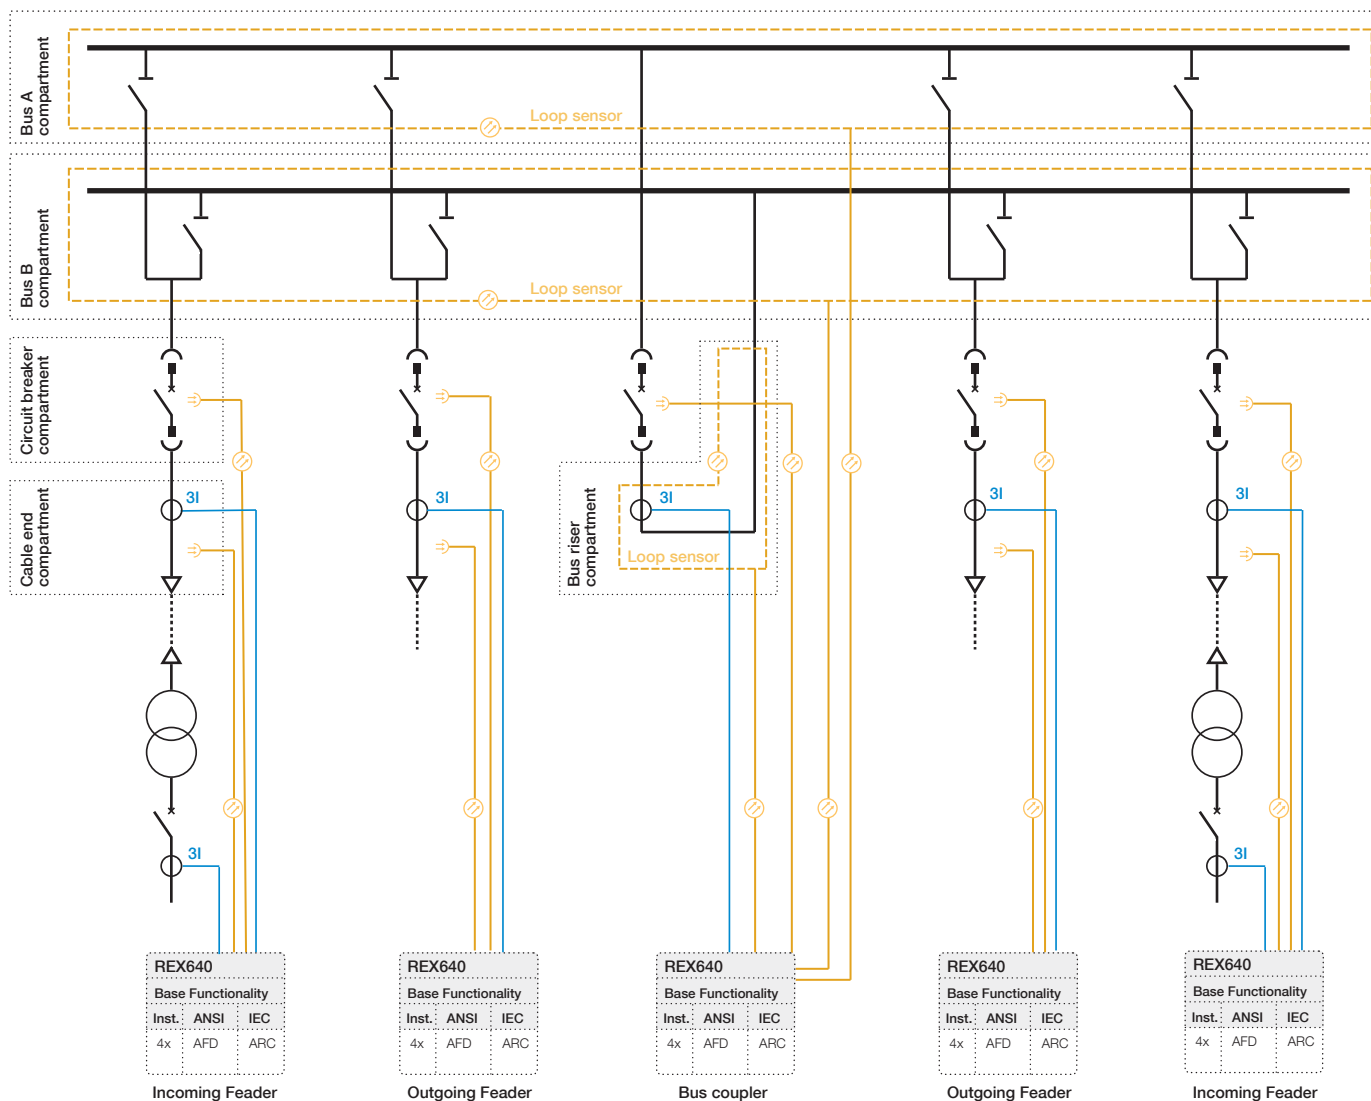 Bus A
compartment
Loop sensor
Bus B
compartment
Loop sensor
Circuit breaker
compartment
Cable end
compartment
3I
3I
3I
3I
3I
Bus riser
compartment
Loop sensor
3I
3I
REX640
Base Functionality
Inst. ANSI IEC
4x AFD ARC
Incoming Feader
REX640
Base Functionality
Inst. ANSI IEC
4x AFD ARC
Outgoing Feader
REX640
Base Functionality
Inst. ANSI IEC
4x AFD ARC
Bus coupler
REX640
Base Functionality
Inst. ANSI IEC
4x AFD ARC
Outgoing Feader
REX640
Base Functionality
Inst. ANSI IEC
4x AFD ARC
Incoming Feader